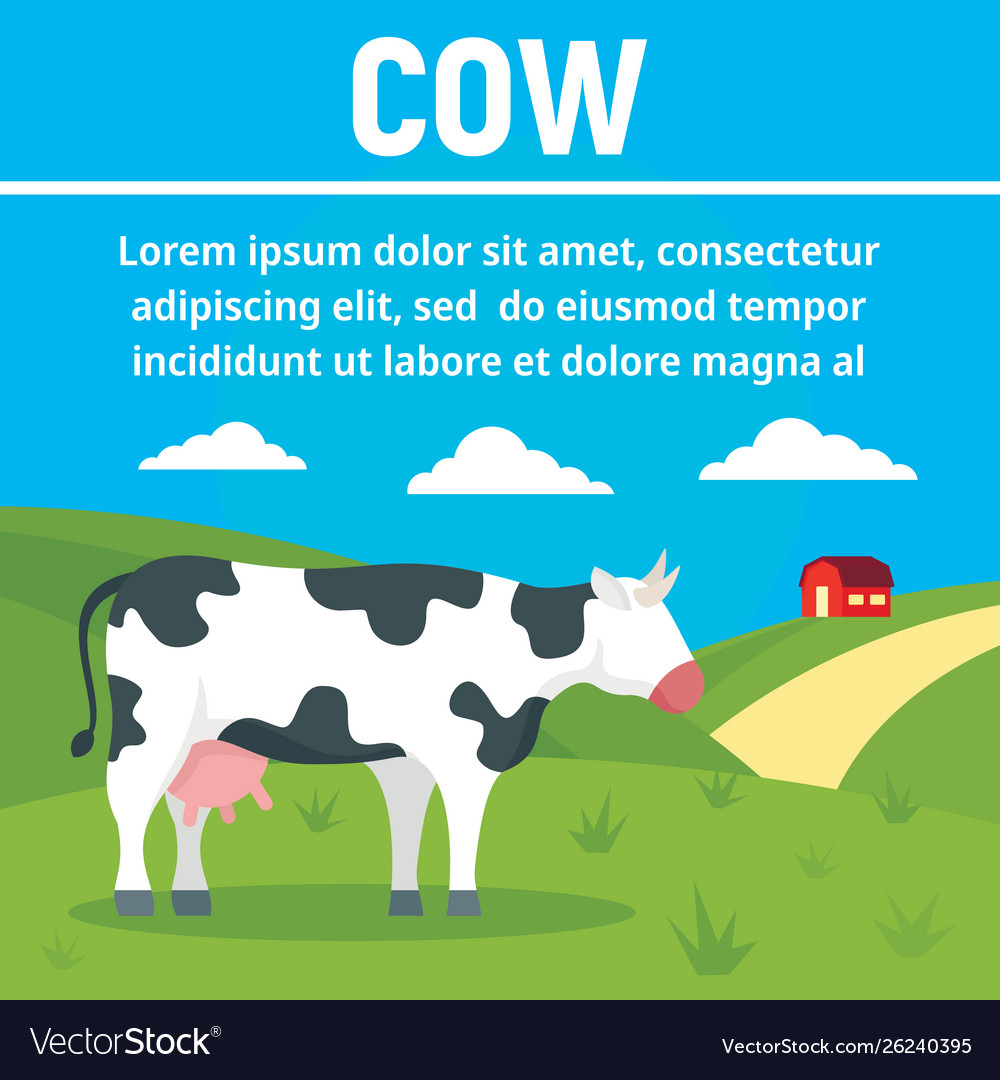 COW
Lorem ipsum dolor sit amet, consectetur
adipiscing elit, sed  do eiusmod tempor
incididunt ut labore et dolore magna al
VectorStock®
VectorStock.com/26240395